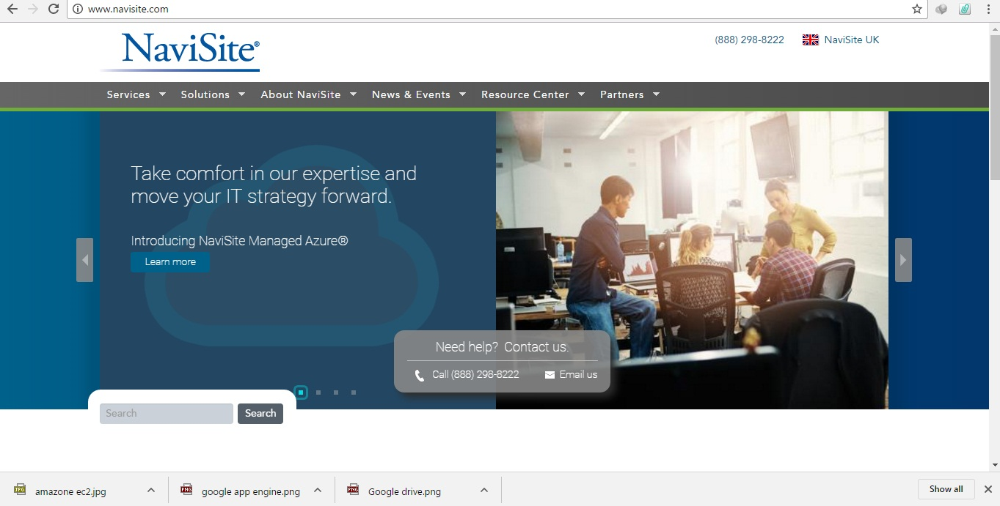 www.navisite.com
NaviSite®
(888) 298-8222
NaviSite UK
Services
Solutions
About NaviSite
News & Events
Resource Center
Partners
Take comfort in our expertise and
move your IT strategy forward.
Introducing NaviSite Managed Azure®
Learn more
Need help? Contact us.
Call (888) 298-8222
Email us
Search
Search
JPG
amazone ec2.jpg
PNG
google app engine.png
PNG
Google drive.png
Show all